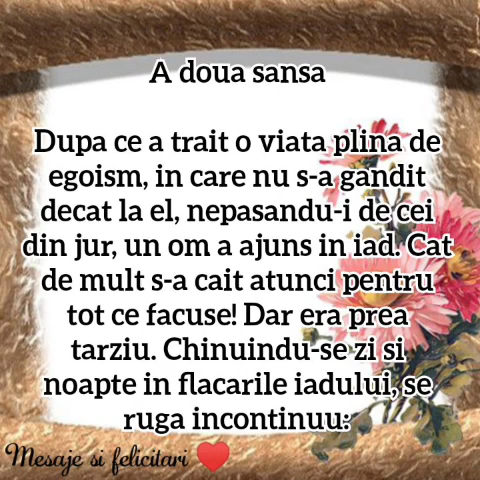 A doua sansa
Dupa ce a trait o viata plina de
egoism, in care nu s-a gandit
decat la el, nepasandu-i de cei
din jur, un om a ajuns in iad. Cat
de mult s-a cait atunci pentru
tot ce facuse! Dar era prea
tarziu. Chinuindu-se zi si
noapte in flacarile iadului, se
ruga incontinuu:
Mesaje si felicitari ❤️